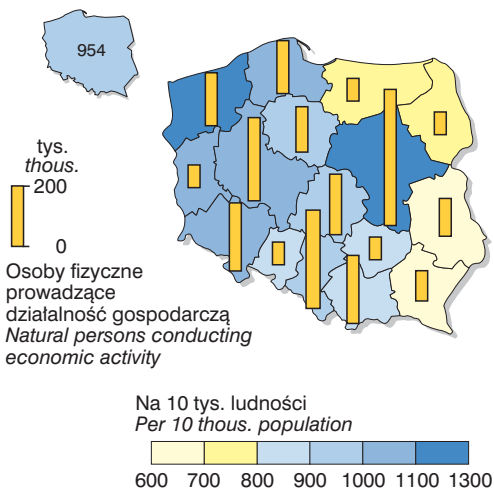 954
tys.
thous.
200
0
Osoby fizyczne
prowadzące
działalność gospodarczą
Natural persons conducting
economic activity
Na 10 tys. ludności
Per 10 thous. population
600 700 800 900 1000 1100 1300